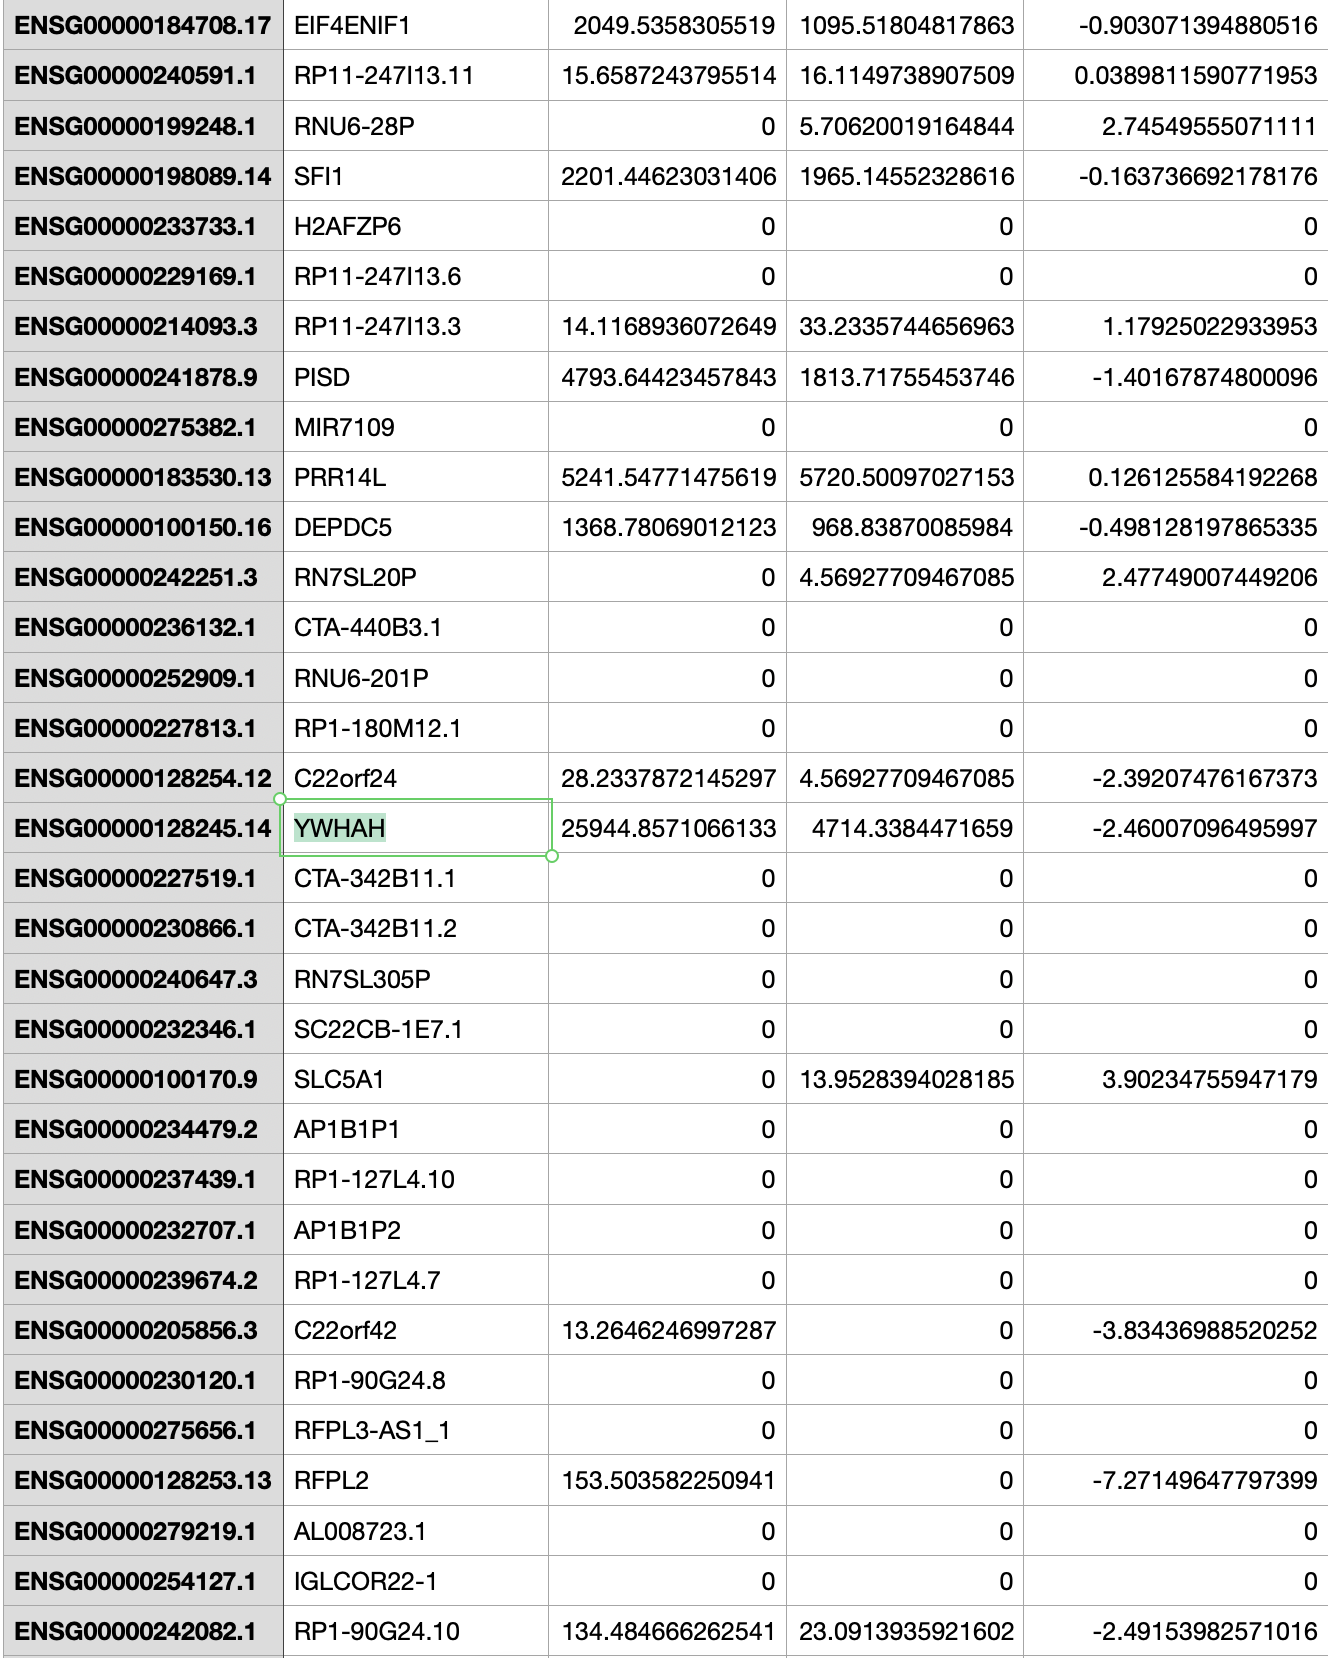 ENSG00000184708.17 EIF4ENIF1 2049.5358305519 1095.51804817863 -0.903071394880516
ENSG00000240591.1 RP11-247I13.11 15.6587243795514 16.1149738907509 0.0389811590771953
ENSG00000199248.1 RNU6-28P 0 5.70620019164844 2.74549555071111
ENSG00000198089.14 SFI1 2201.44623031406 1965.14552328616 -0.163736692178176
ENSG00000233733.1 H2AFZP6 0 0 0
ENSG00000229169.1 RP11-247I13.6 0 0 0
ENSG00000214093.3 RP11-247I13.3 14.1168936072649 33.2335744656963 1.17925022933953
ENSG00000241878.9 PISD 4793.64423457843 1813.71755453746 -1.40167874800096
ENSG00000275382.1 MIR7109 0 0 0
ENSG00000183530.13 PRR14L 5241.54771475619 5720.50097027153 0.126125584192268
ENSG00000100150.16 DEPDC5 1368.78069012123 968.83870085984 -0.498128197865335
ENSG00000242251.3 RN7SL20P 0 4.56927709467085 2.47749007449206
ENSG00000236132.1 CTA-440B3.1 0 0 0
ENSG00000252909.1 RNU6-201P 0 0 0
ENSG00000227813.1 RP1-180M12.1 0 0 0
ENSG00000128254.12 C22orf24 28.2337872145297 4.56927709467085 -2.39207476167373
ENSG00000128245.14 YWHAH 25944.8571066133 4714.3384471659 -2.46007096495997
ENSG00000227519.1 CTA-342B11.1 0 0 0
ENSG00000230866.1 CTA-342B11.2 0 0 0
ENSG00000240647.3 RN7SL305P 0 0 0
ENSG00000232346.1 SC22CB-1E7.1 0 0 0
ENSG00000100170.9 SLC5A1 0 13.9528394028185 3.90234755947179
ENSG00000234479.2 AP1B1P1 0 0 0
ENSG00000237439.1 RP1-127L4.10 0 0 0
ENSG00000232707.1 AP1B1P2 0 0 0
ENSG00000239674.2 RP1-127L4.7 0 0 0
ENSG00000205856.3 C22orf42 13.2646246997287 0 -3.83436988520252
ENSG00000230120.1 RP1-90G24.8 0 0 0
ENSG00000275656.1 RFPL3-AS1_1 0 0 0
ENSG00000128253.13 RFPL2 153.503582250941 0 -7.27149647797399
ENSG00000279219.1 AL008723.1 0 0 0
ENSG00000254127.1 IGLCOR22-1 0 0 0
ENSG00000242082.1 RP1-90G24.10 134.484666262541 23.0913935921602 -2.49153982571016